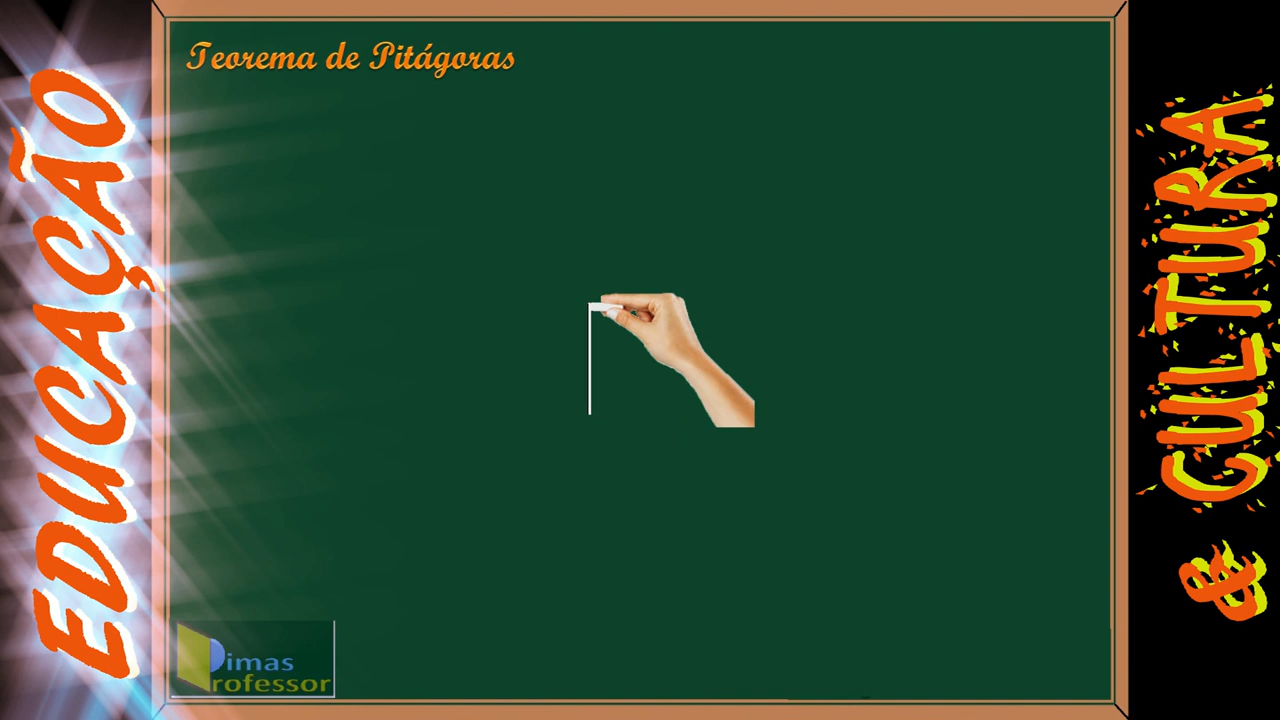 EDUCAÇÃO
Teorema de Pitágoras
Dimas
Professor
& CULTURA